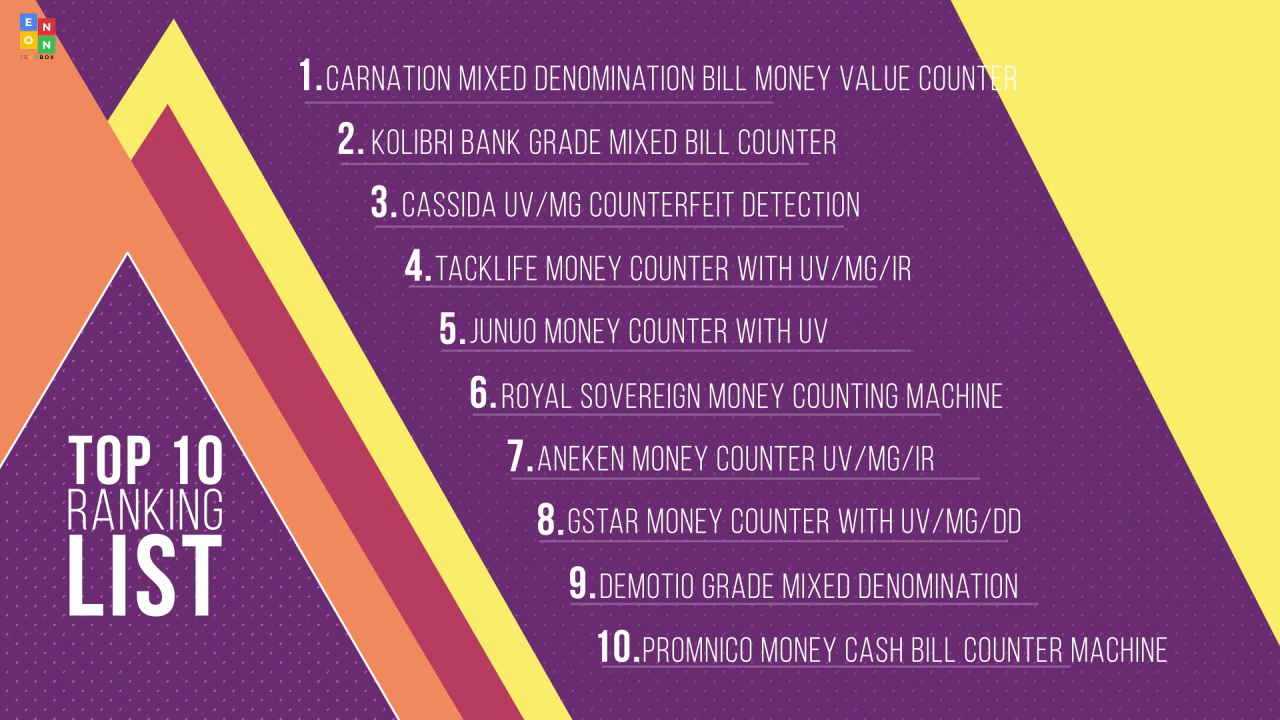 E N
O N
TECHBOX
1. CARNATION MIXED DENOMINATION BILL MONEY VALUE COUNTER
2. KOLIBRI BANK GRADE MIXED BILL COUNTER
3. CASSIDA UV/MG COUNTERFEIT DETECTION
4. TACKLIFE MONEY COUNTER WITH UV/MG/IR
5. JUNUO MONEY COUNTER WITH UV
6. ROYAL SOVEREIGN MONEY COUNTING MACHINE
7. ANEKEN MONEY COUNTER UV/MG/IR
8. GSTAR MONEY COUNTER WITH UV/MG/DD
9. DEMOTIO GRADE MIXED DENOMINATION
10. PROMNICO MONEY CASH BILL COUNTER MACHINE
TOP 10
RANKING
LIST